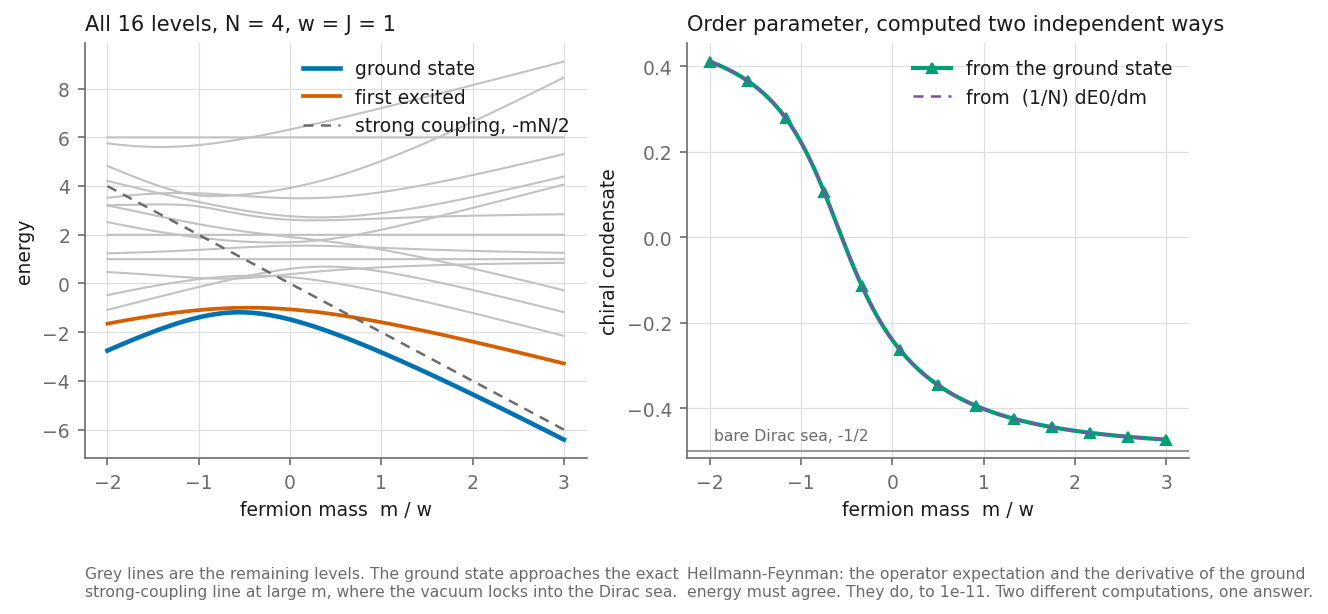 All 16 levels, N = 4, w = J = 1
ground state
first excited
strong coupling, -mN/2
energy
8
6
4
2
0
−2
−4
−6
−2
−1
0
1
2
3
fermion mass  m / w
Grey lines are the remaining levels. The ground state approaches the exact
strong-coupling line at large m, where the vacuum locks into the Dirac sea.
Order parameter, computed two independent ways
from the ground state
from  (1/N) dE0/dm
chiral condensate
0.4
0.2
0.0
−0.2
−0.4
bare Dirac sea, -1/2
−2
−1
0
1
2
3
fermion mass  m / w
Hellmann-Feynman: the operator expectation and the derivative of the ground
energy must agree. They do, to 1e-11. Two different computations, one answer.